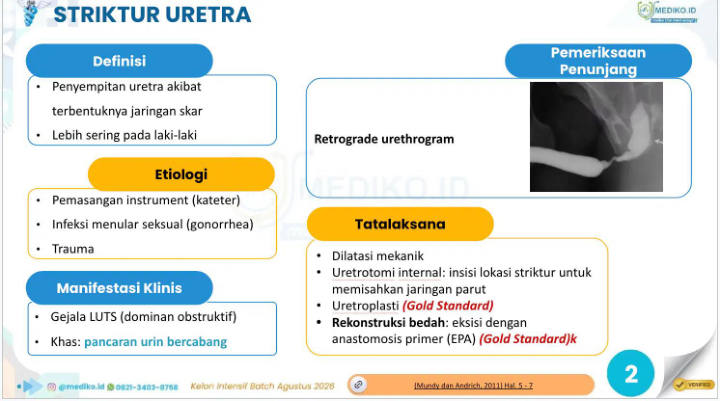 STRIKTUR URETRA
MEDIKO.ID
Definisi
• Penyempitan uretra akibat
terbentuknya jaringan skar
• Lebih sering pada laki-laki
Etiologi
• Pemasangan instrument (kateter)
• Infeksi menular seksual (gonorrhea)
• Trauma
Manifestasi Klinis
• Gejala LUTS (dominan obstruktif)
• Khas: pancaran urin bercabang
Pemeriksaan
Penunjang
Retrograde urethrogram
MEDIKO.ID
Tatalaksana
• Dilatasi mekanik
• Uretrotomi internal: insisi lokasi striktur untuk
memisahkan jaringan parut
• Uretroplasti (Gold Standard)
• Rekonstruksi bedah: eksisi dengan
anastomosis primer (EPA) (Gold Standard)k
@mediko.id 0821-3403-8768 Kelon Intensif Batch Agustus 2026
(Mundy dan Andrich, 2011) Hal. 5 - 7
2
VERIFIED